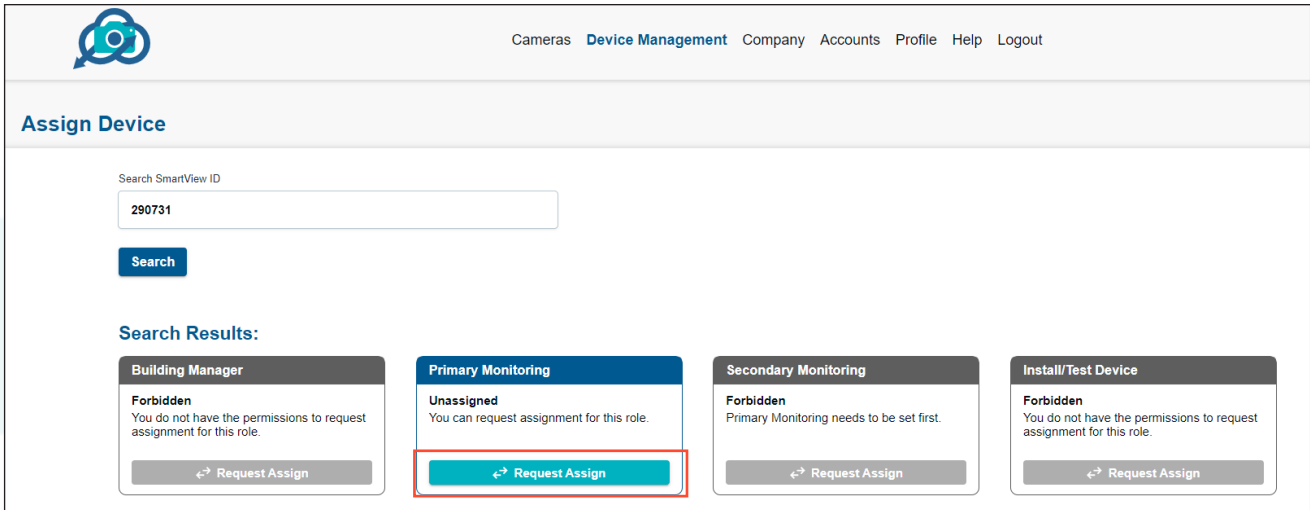 Cameras Device Management Company Accounts Profile Help Logout
Assign Device
Search SmartView ID
290731
Search
Search Results:
Building Manager
Forbidden
You do not have the permissions to request
assignment for this role.
Request Assign
Primary Monitoring
Unassigned
You can request assignment for this role.
Request Assign
Secondary Monitoring
Forbidden
Primary Monitoring needs to be set first.
Request Assign
Install/Test Device
Forbidden
You do not have the permissions to request
assignment for this role.
Request Assign